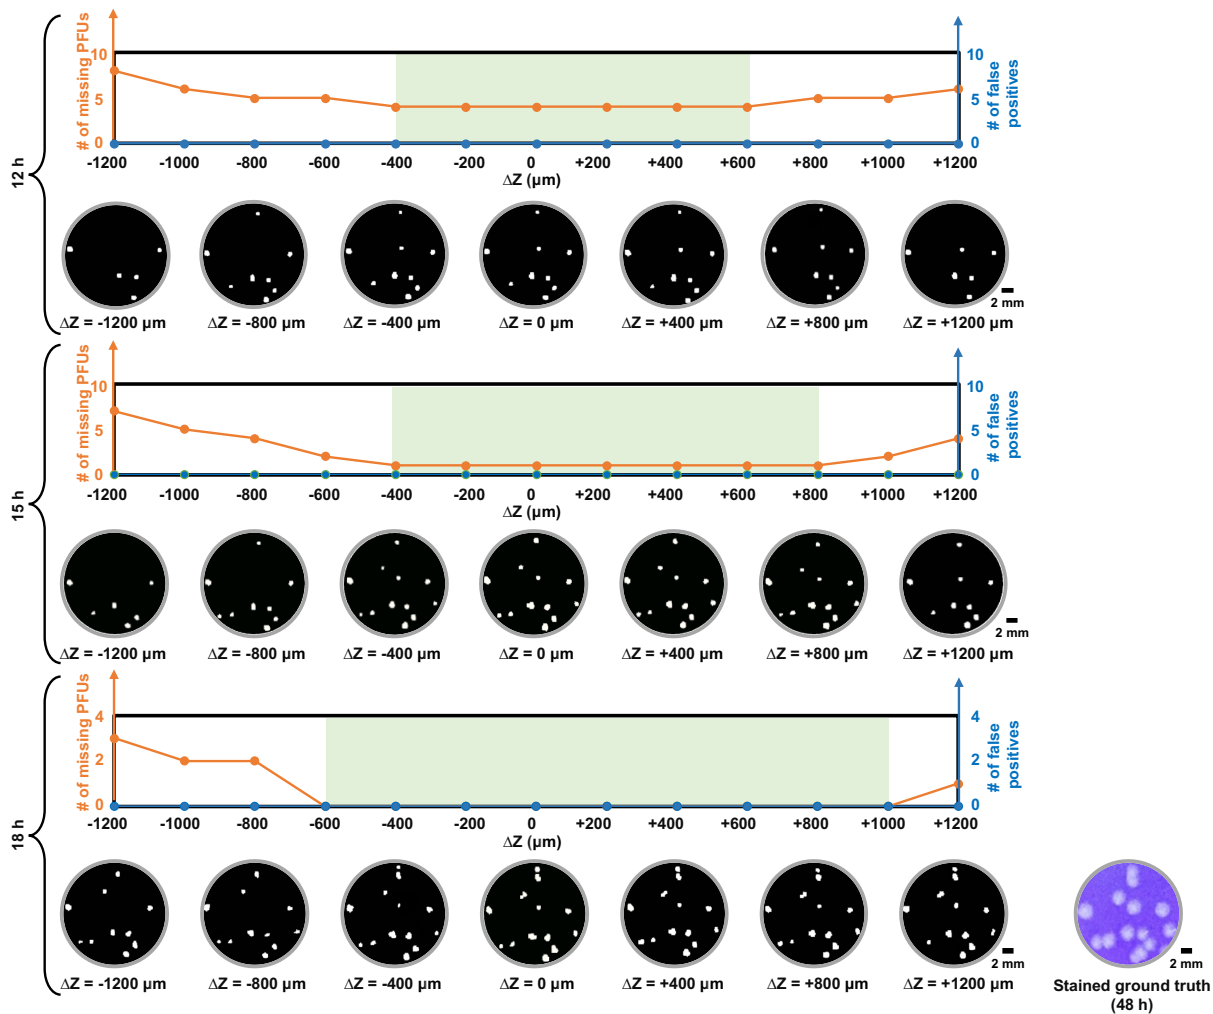 12 h
# of missing PFUs
10
5
0
10
5
0
# of false
positives
-1200 -1000 -800 -600 -400 -200 0 +200 +400 +600 +800 +1000 +1200
ΔZ (µm)
2 mm
ΔZ = -1200 µm ΔZ = -800 µm ΔZ = -400 µm ΔZ = 0 µm ΔZ = +400 µm ΔZ = +800 µm ΔZ = +1200 µm
15 h
# of missing PFUs
10
5
0
10
5
0
# of false
positives
-1200 -1000 -800 -600 -400 -200 0 +200 +400 +600 +800 +1000 +1200
ΔZ (µm)
2 mm
ΔZ = -1200 µm ΔZ = -800 µm ΔZ = -400 µm ΔZ = 0 µm ΔZ = +400 µm ΔZ = +800 µm ΔZ = +1200 µm
18 h
# of missing PFUs
4
2
0
4
2
0
# of false
positives
-1200 -1000 -800 -600 -400 -200 0 +200 +400 +600 +800 +1000 +1200
ΔZ (µm)
2 mm
ΔZ = -1200 µm ΔZ = -800 µm ΔZ = -400 µm ΔZ = 0 µm ΔZ = +400 µm ΔZ = +800 µm ΔZ = +1200 µm
2 mm
Stained ground truth
(48 h)